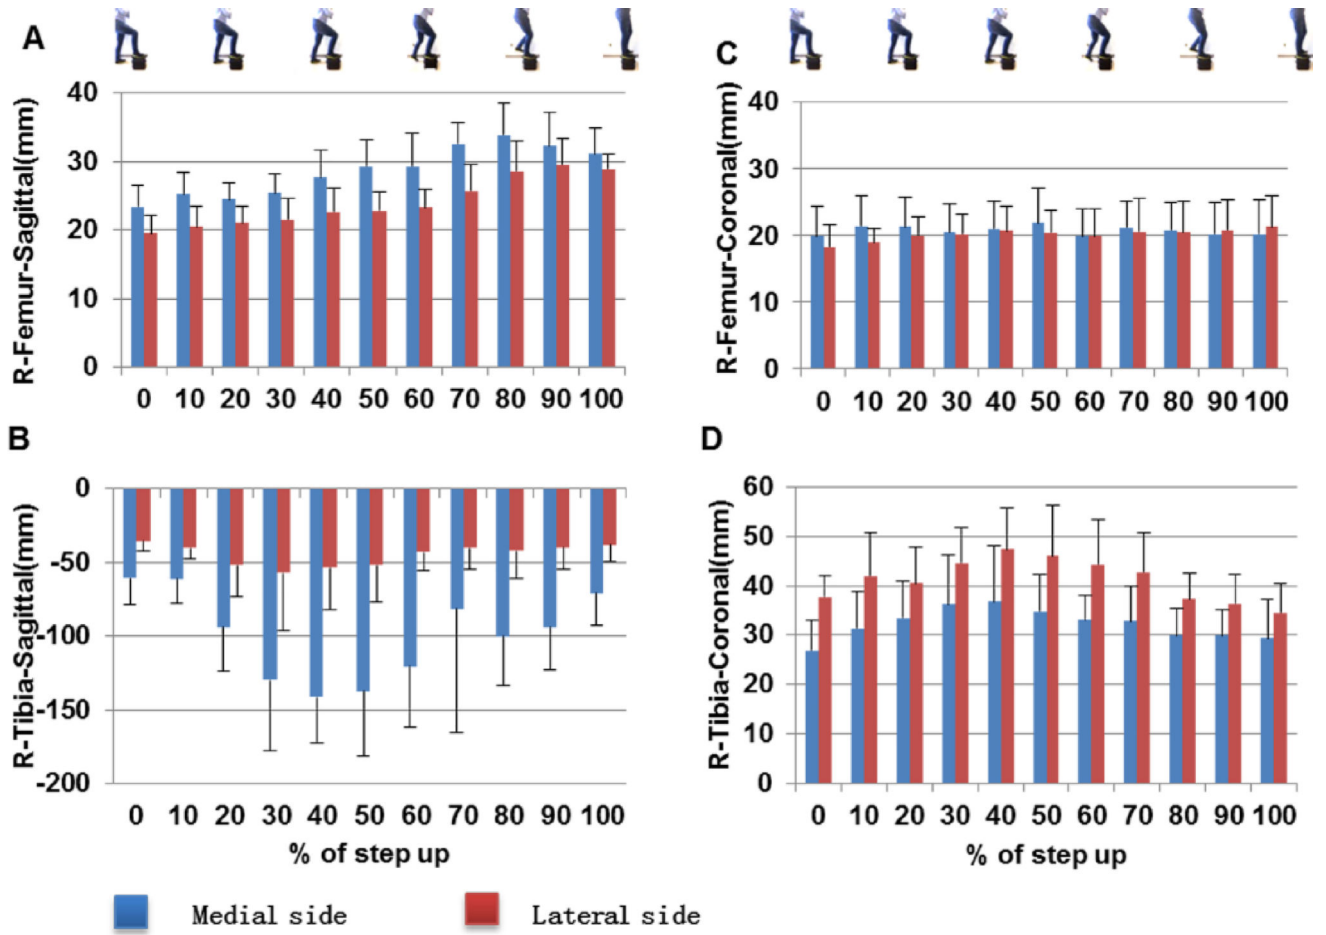 A
R-Femur-Sagittal(mm)
40
30
20
10
0
0 10 20 30 40 50 60 70 80 90 100
C
R-Femur-Coronal(mm)
40
30
20
10
0
0 10 20 30 40 50 60 70 80 90 100
B
R-Tibia-Sagittal(mm)
0
-50
-100
-150
-200
0 10 20 30 40 50 60 70 80 90 100
% of step up
D
R-Tibia-Coronal(mm)
60
50
40
30
20
10
0
0 10 20 30 40 50 60 70 80 90 100
% of step up
Medial side
Lateral side